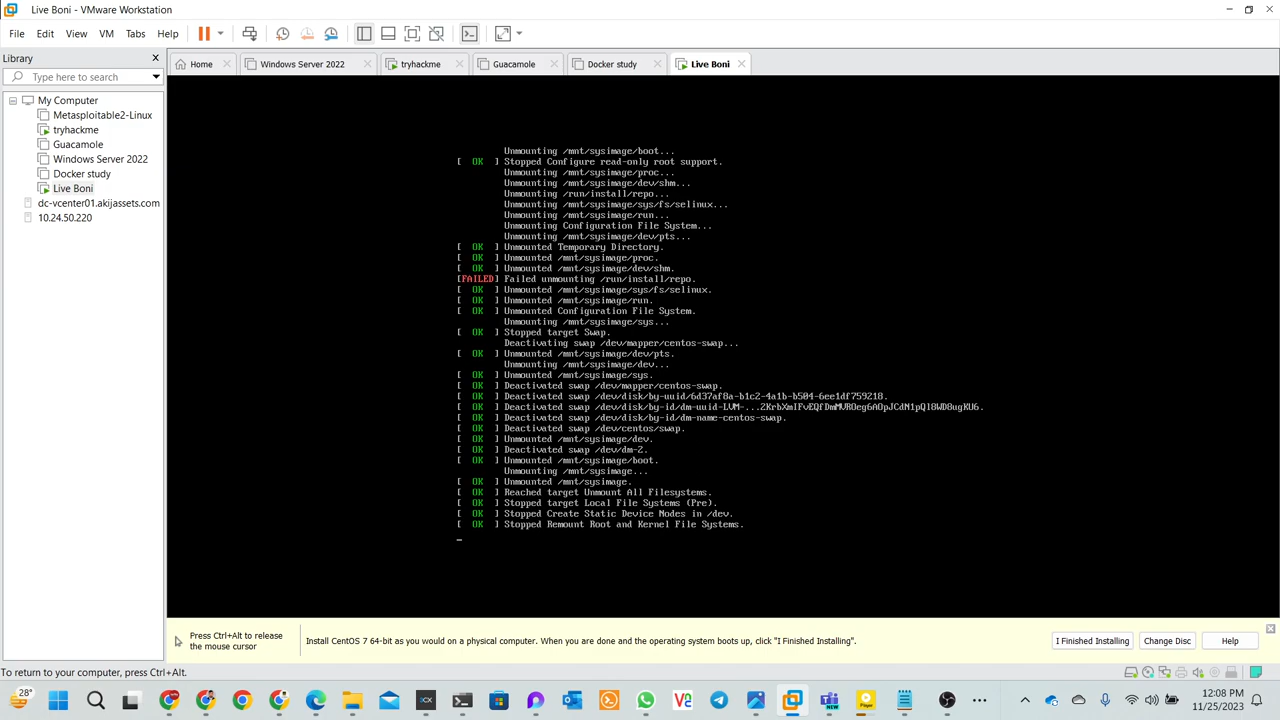 Live Boni - VMware Workstation
File Edit View VM Tabs Help
Library
Type here to search
My Computer
Metasploitable2-Linux
tryhackme
Guacamole
Windows Server 2022
Docker study
Live Boni
dc-vcenter01.akijassets.com
10.24.50.220
Home Windows Server 2022 tryhackme Guacamole Docker study Live Boni
Unmounting /mnt/sysimage/boot...
[ OK ] Stopped Configure read-only root support.
Unmounting /mnt/sysimage/proc...
Unmounting /mnt/sysimage/dev/shm...
Unmounting /run/install/repo...
Unmounting /mnt/sysimage/sys/fs/selinux...
Unmounting /mnt/sysimage/run...
Unmounting Configuration File System...
Unmounting /mnt/sysimage/dev/pts...
[ OK ] Unmounted Temporary Directory.
[ OK ] Unmounted /mnt/sysimage/proc.
[ OK ] Unmounted /mnt/sysimage/dev/shm.
[FAILED] Failed unmounting /run/install/repo.
[ OK ] Unmounted /mnt/sysimage/sys/fs/selinux.
[ OK ] Unmounted /mnt/sysimage/run.
[ OK ] Unmounted Configuration File System.
Unmounting /mnt/sysimage/sys...
[ OK ] Stopped target Swap.
Deactivating swap /dev/mapper/centos-swap...
[ OK ] Unmounted /mnt/sysimage/dev/pts.
Unmounting /mnt/sysimage/dev...
[ OK ] Unmounted /mnt/sysimage/sys.
[ OK ] Deactivated swap /dev/mapper/centos-swap.
[ OK ] Deactivated swap /dev/disk/by-uuid/6d37af8a-b1c2-4a1b-b504-6ee1df759218.
[ OK ] Deactivated swap
[ OK ] Deactivated swap /dev/disk/by-id/dm-name-centos-swap.
[ OK ] Deactivated swap /dev/centos/swap.
[ OK ] Unmounted /mnt/sysimage/dev.
[ OK ] Deactivated swap /dev/dm-2.
[ OK ] Unmounted /mnt/sysimage/boot.
Unmounting /mnt/sysimage...
[ OK ] Unmounted /mnt/sysimage.
[ OK ] Reached target Unmount All Filesystems.
[ OK ] Stopped target Local File Systems (Pre).
[ OK ] Stopped Create Static Device Nodes in /dev.
[ OK ] Stopped Remount Root and Kernel File Systems.
Press Ctrl+Alt to release
the mouse cursor
Install CentOS 7 64-bit as you would on a physical computer. When you are done and the operating system boots up, click "I Finished Installing".
I Finished Installing Change Disc Help
To return to your computer, press Ctrl+Alt.
28°
12:08 PM
11/25/2023